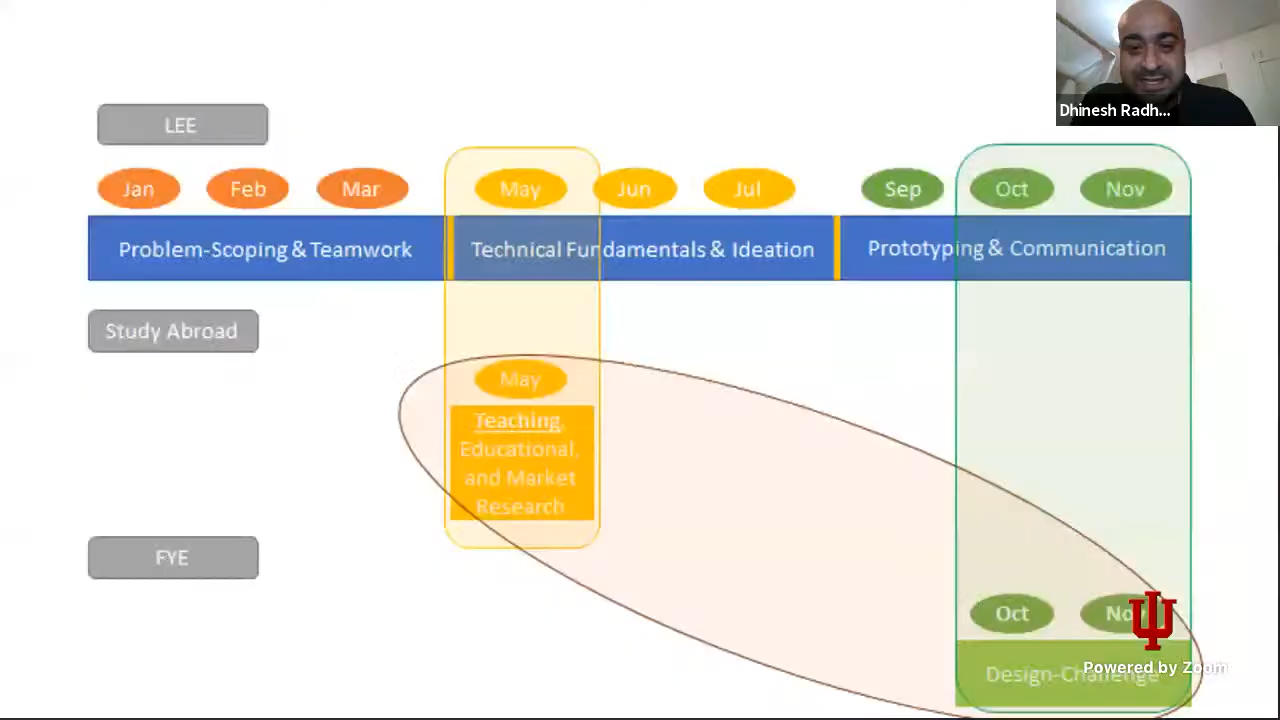 Dhinesh Radh...
LEE
Jan Feb Mar May Jun Jul Sep Oct Nov
Problem-Scoping & Teamwork Technical Fundamentals & Ideation Prototyping & Communication
Study Abroad
May
Teaching,
Educational,
and Market
Research
FYE
Oct Nov
Design-Challenge
Powered by Zoom